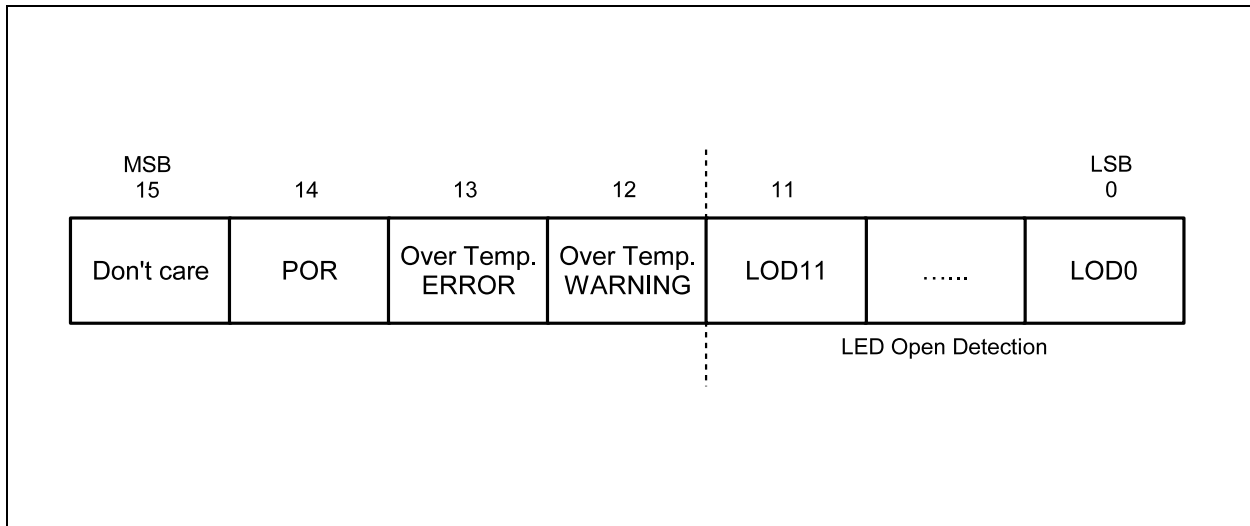 MSB LSB
15 14 13 12 11 0
Don't care POR Over Temp. ERROR Over Temp. WARNING LOD11 …... LOD0
LED Open Detection